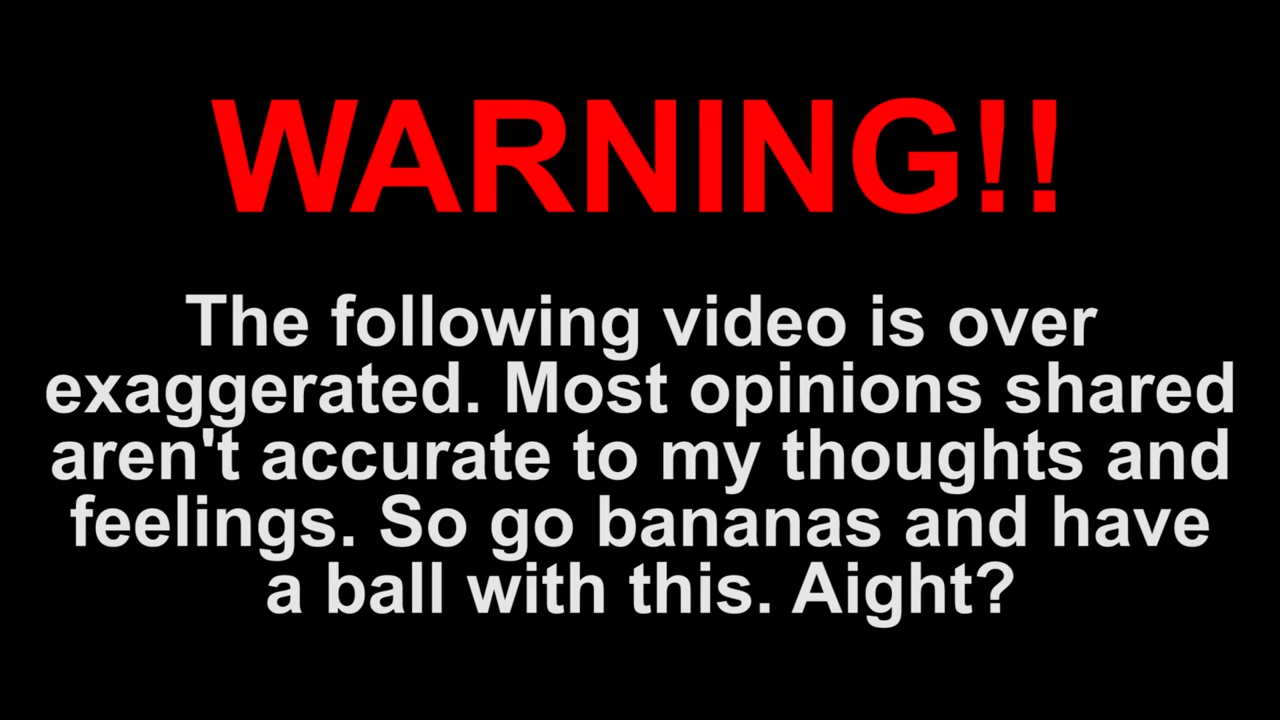 WARNING!!
The following video is over
exaggerated. Most opinions shared
aren't accurate to my thoughts and
feelings. So go bananas and have
a ball with this. Aight?